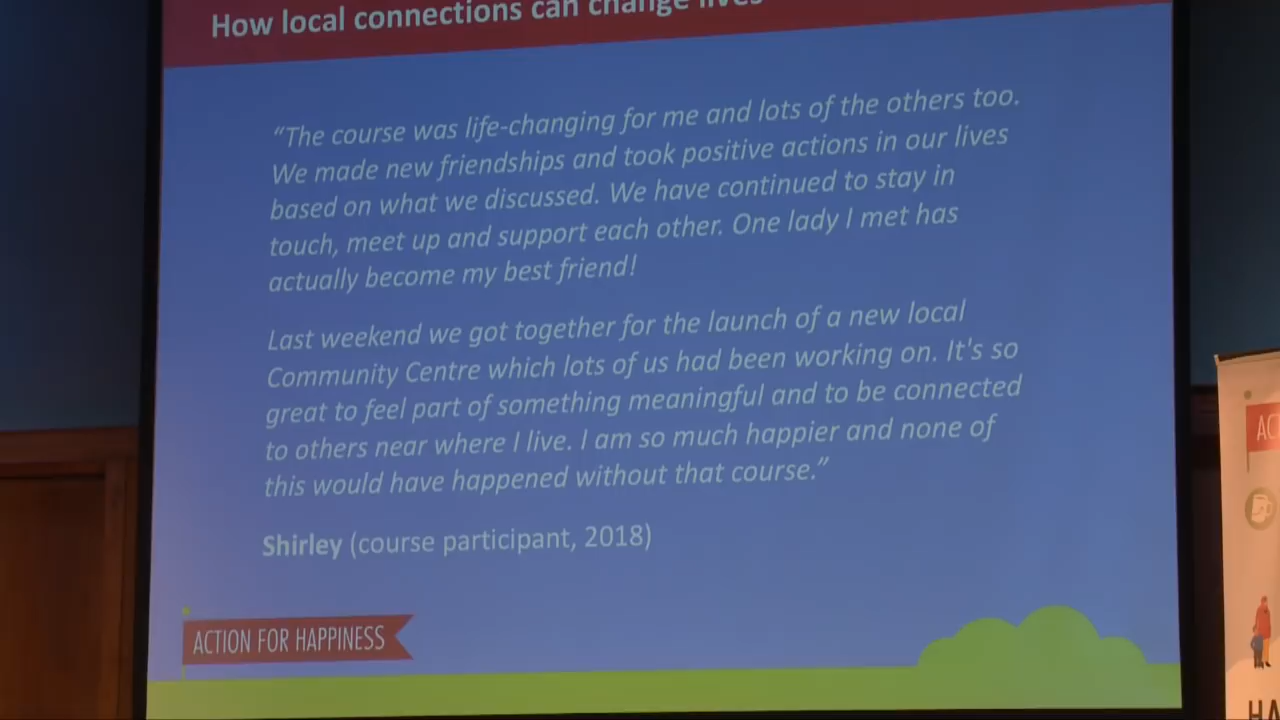 How local connections can change lives
“The course was life-changing for me and lots of the others too.
We made new friendships and took positive actions in our lives
based on what we discussed. We have continued to stay in
touch, meet up and support each other. One lady I met has
actually become my best friend!
Last weekend we got together for the launch of a new local
Community Centre which lots of us had been working on. It's so
great to feel part of something meaningful and to be connected
to others near where I live. I am so much happier and none of
this would have happened without that course.”
Shirley (course participant, 2018)
ACTION FOR HAPPINESS
AC
HA